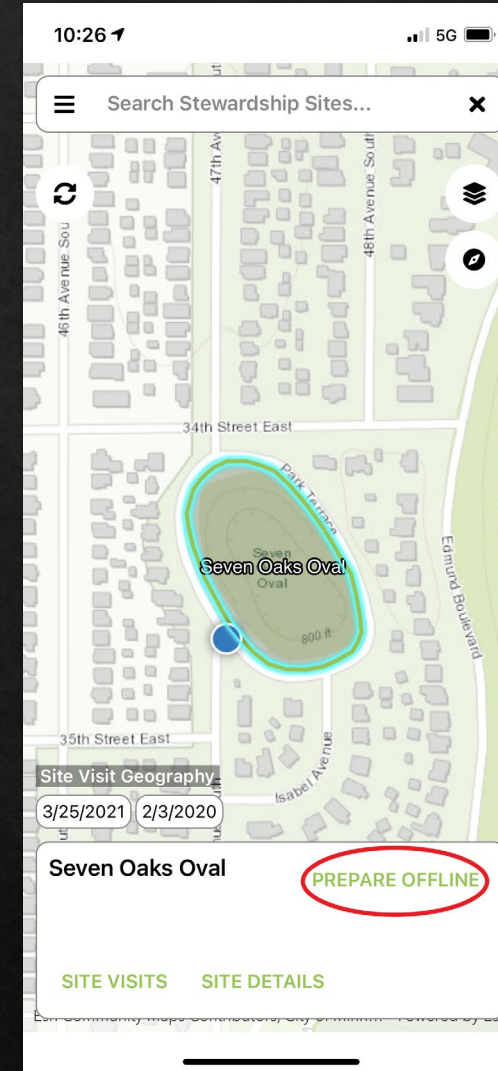 10:26
5G
Search Stewardship Sites...
47th Av
48th Avenue South
46th Avenue Sou
34th Street East
Park Terrace
Seven
Seven Oaks Oval
Oval
800 ft
Edmund Boulevard
35th Street East
Isabel Avenue
Site Visit Geography
3/25/2021
2/3/2020
Seven Oaks Oval
PREPARE OFFLINE
SITE VISITS
SITE DETAILS